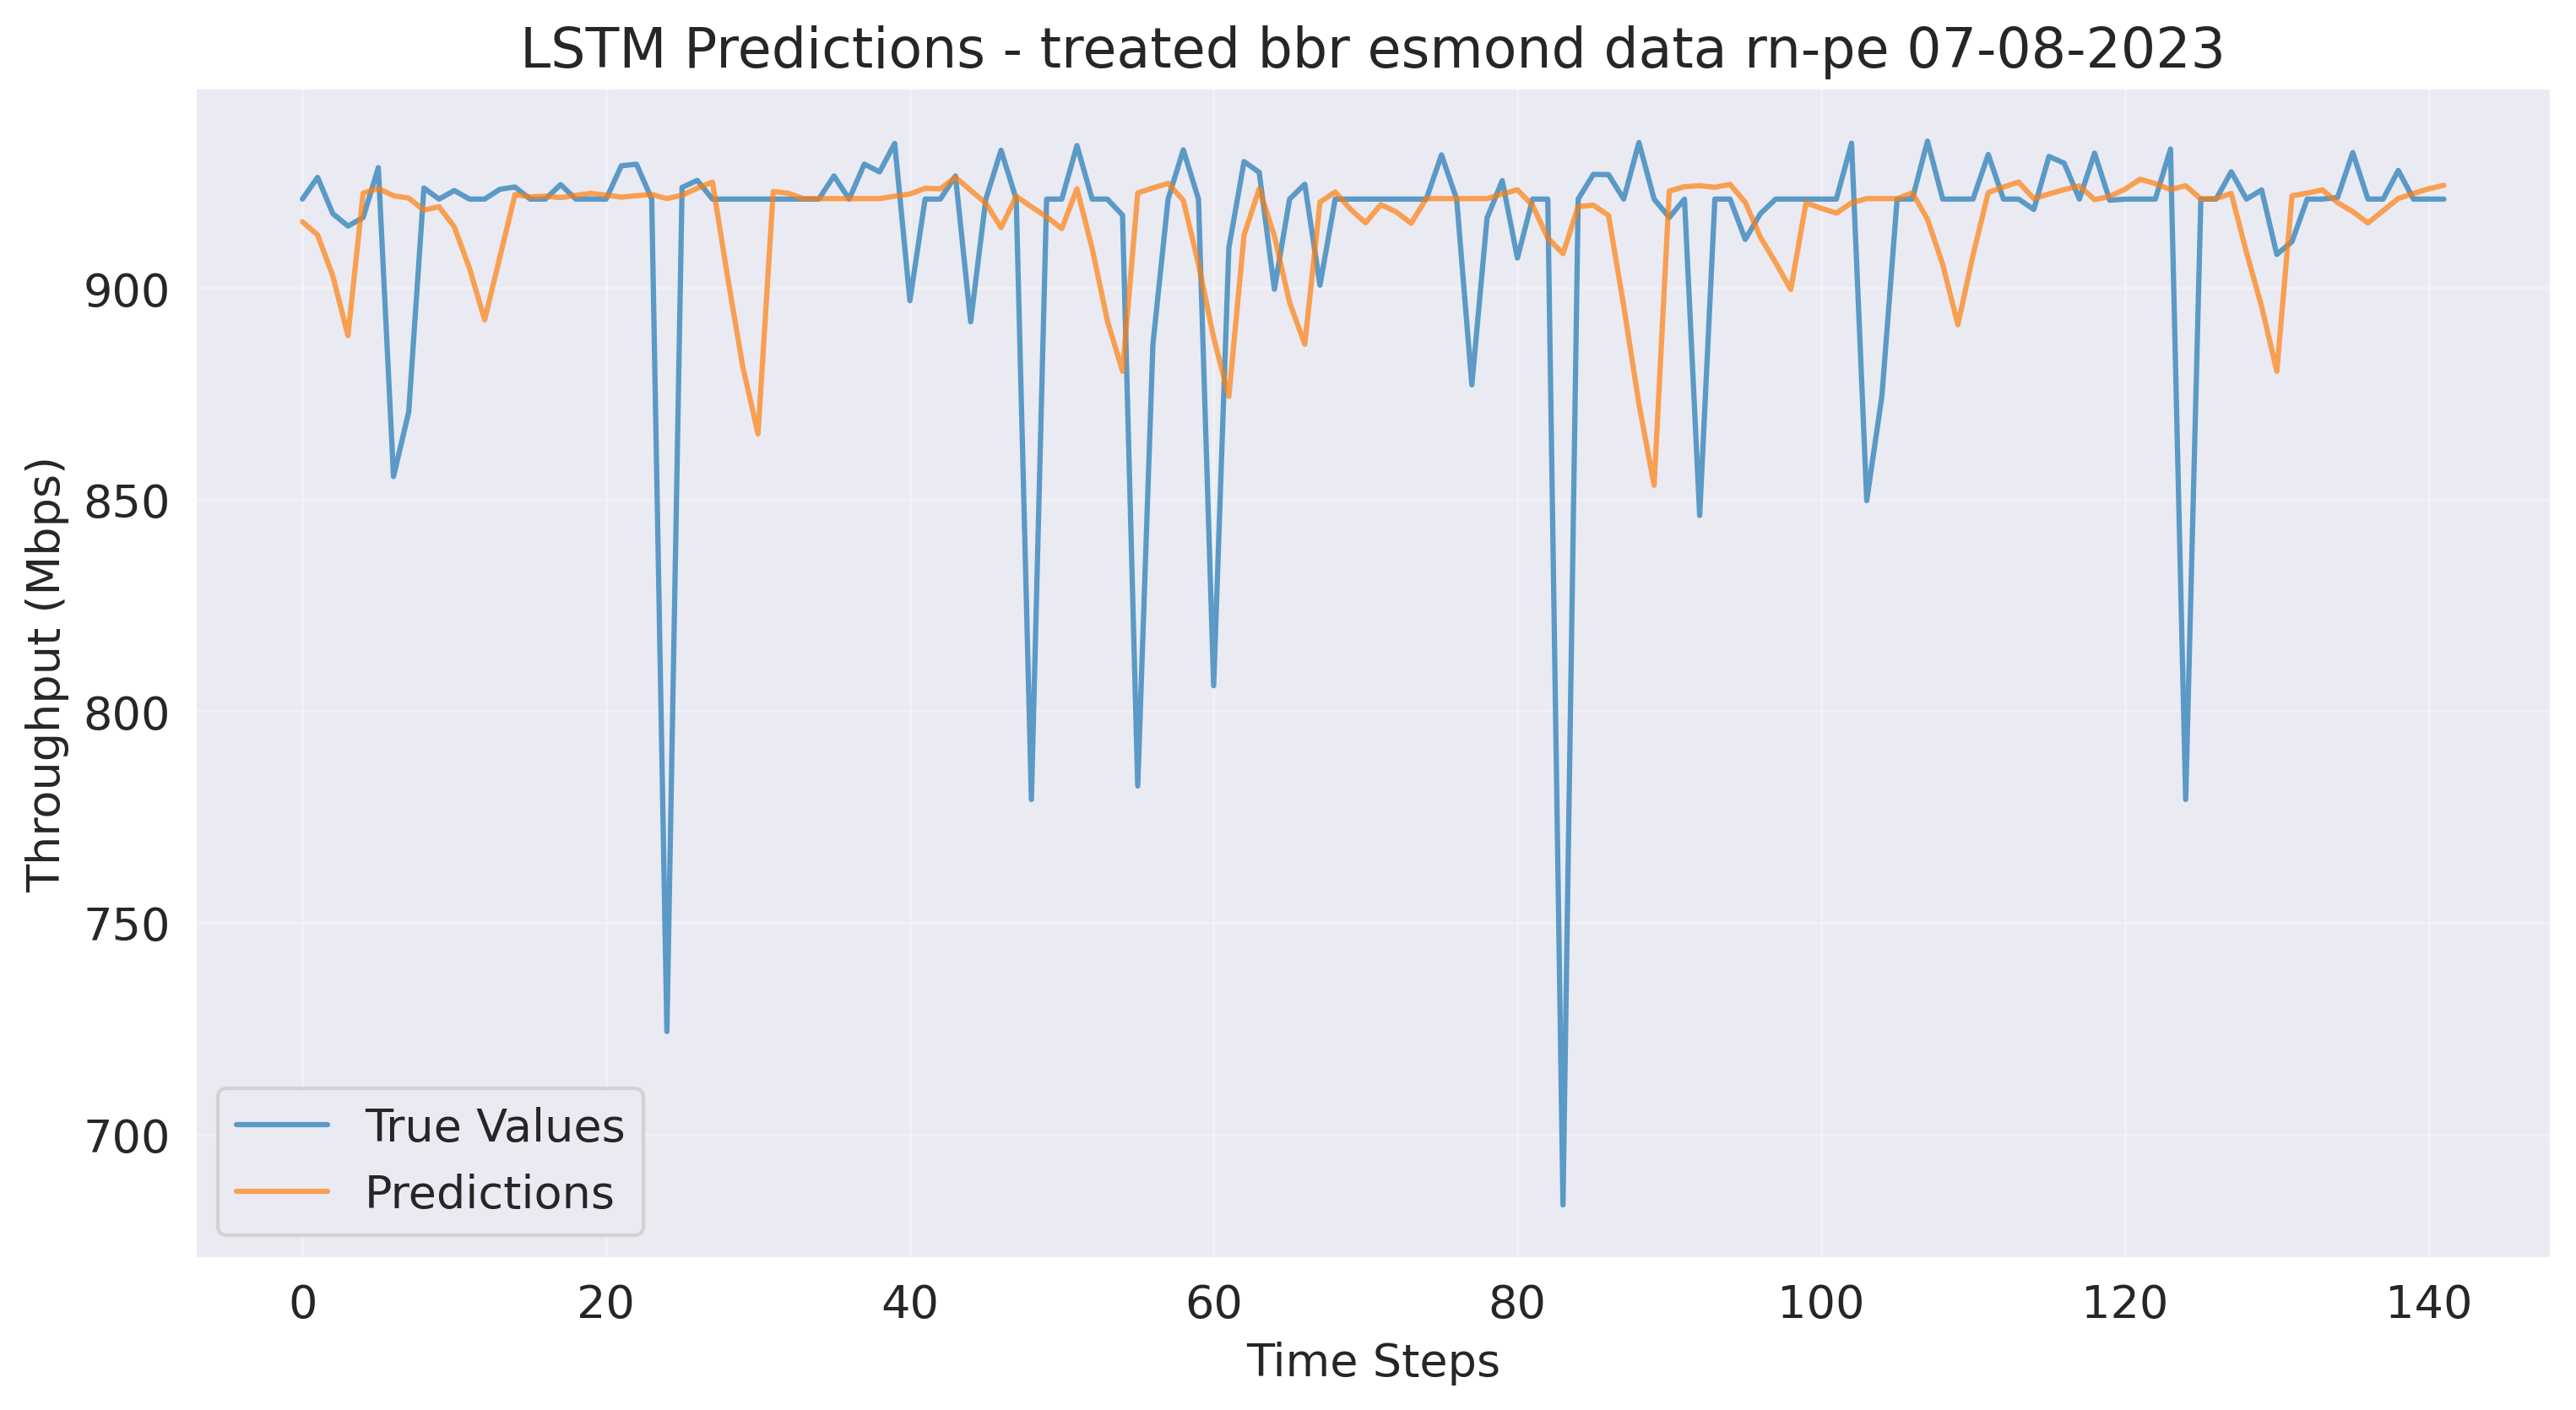 LSTM Predictions - treated bbr esmond data rn-pe 07-08-2023
Throughput (Mbps)
900
850
800
750
700
True Values
Predictions
0 20 40 60 80 100 120 140
Time Steps